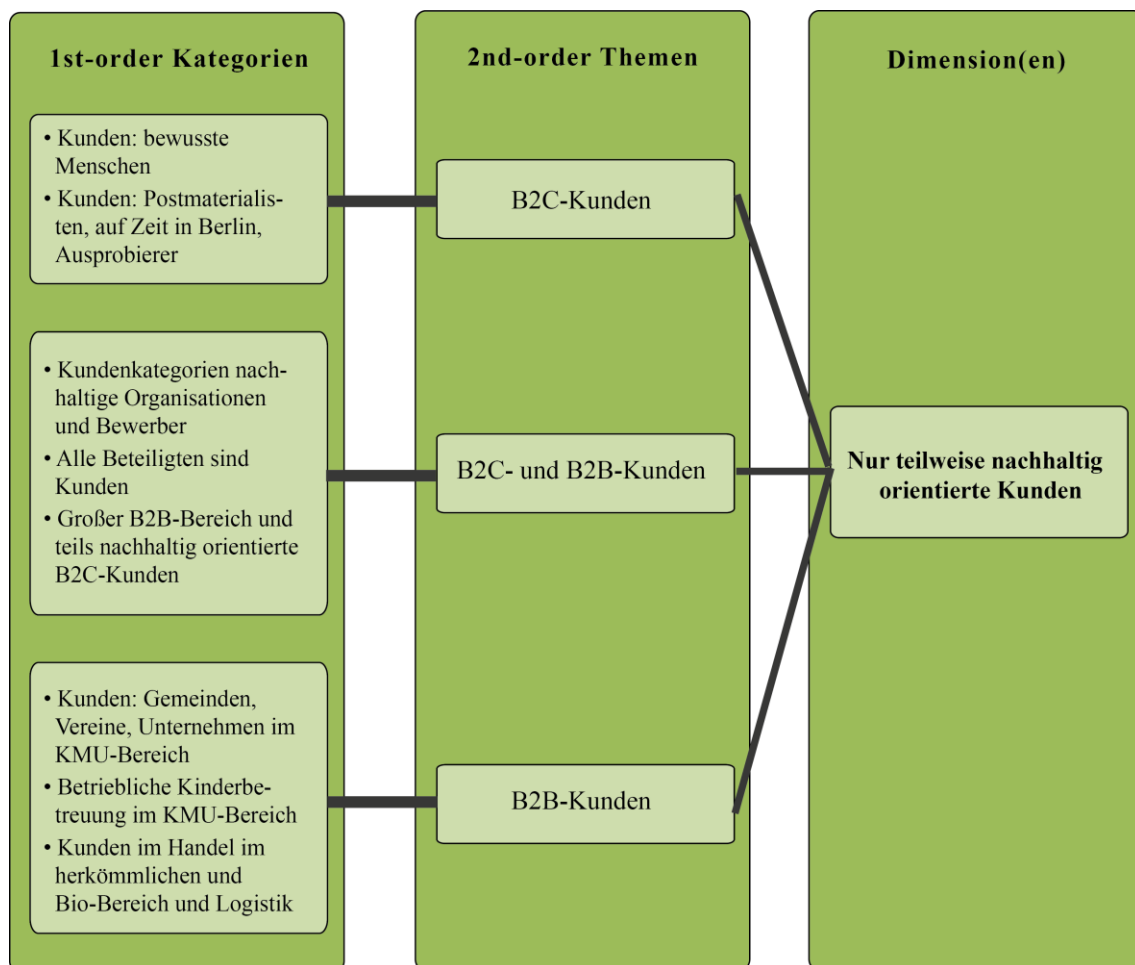 1st-order Kategorien
• Kunden: bewusste
Menschen
• Kunden: Postmaterialis-
ten, auf Zeit in Berlin,
Ausprobierer
• Kundenkategorien nach-
haltige Organisationen
und Bewerber
• Alle Beteiligten sind
Kunden
• Großer B2B-Bereich und
teils nachhaltig orientierte
B2C-Kunden
• Kunden: Gemeinden,
Vereine, Unternehmen im
KMU-Bereich
• Betriebliche Kinderbe-
treuung im KMU-Bereich
• Kunden im Handel im
herkömmlichen und
Bio-Bereich und Logistik
2nd-order Themen
B2C-Kunden
B2C- und B2B-Kunden
B2B-Kunden
Dimension(en)
Nur teilweise nachhaltig
orientierte Kunden